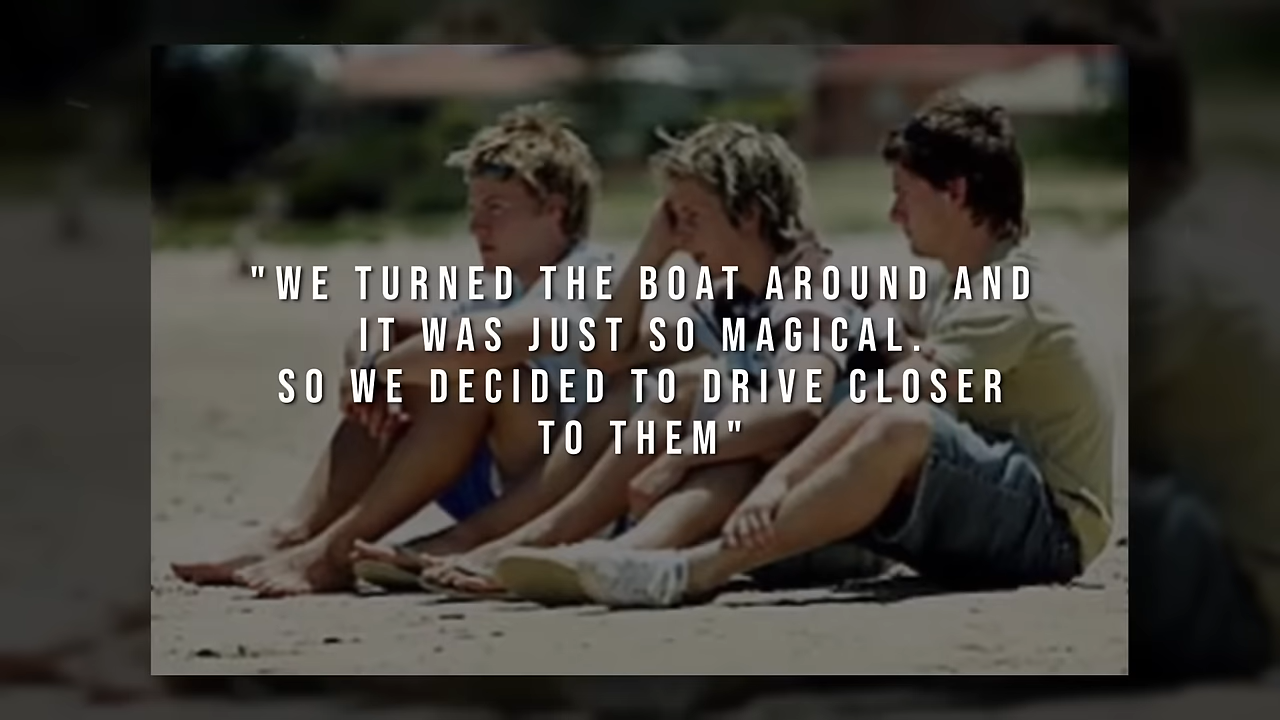 "WE TURNED THE BOAT AROUND AND
IT WAS JUST SO MAGICAL.
SO WE DECIDED TO DRIVE CLOSER
TO THEM"